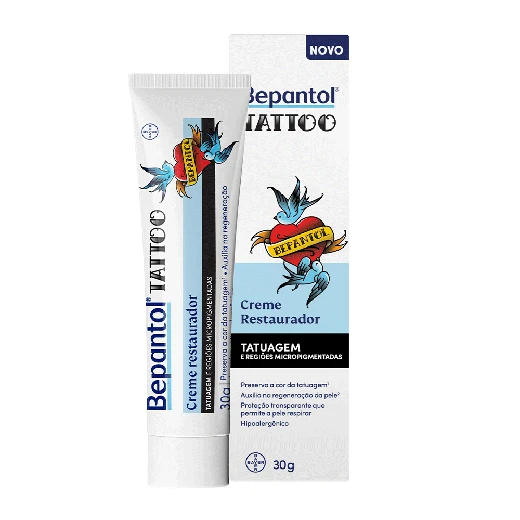 NOVO
Bepantol®
TATTOO
BEPANTOL
Creme
Restaurador
TATUAGEM
E REGIÕES MICROPIGMENTADAS
Preserva a cor da tatuagem¹
Auxilia na regeneração da pele²
Proteção transparente que
permite a pele respirar
Hipoalergênico
BAYER
30g
Bepantol® TATTOO
Creme restaurador
TATUAGEM E REGIÕES MICROPIGMENTADAS
30g | Preserva a cor da tatuagem¹ • Auxilia na regeneração
BEPANTOL
BAYER